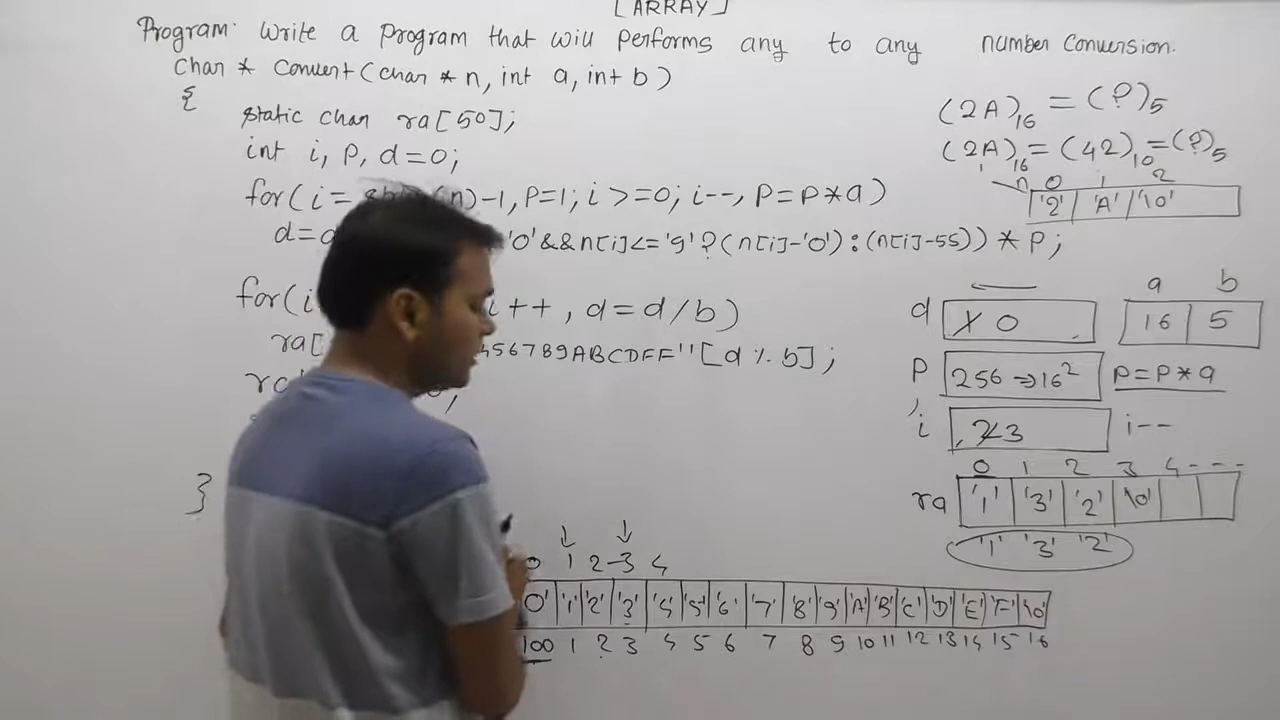 [ARRAY]
Program: Write a program that will performs any to any number conversion.
char * convert(char * n, int a, int b)
{
static char ra[50];
int i, P, d=0;
for(i= (n)-1, P=1; i>=0; i--, P=P*a)
d= '0'&&n[i]<='9'?(n[i]-'0'):(n[i]-55)) * P;
for(i i++, d=d/b)
ra[ 456789ABCDEF"[d % b];
}
(2A)16 = (?)5
(2A)16 = (42)10 = (?)5
1
n 0 1 2
'2' 'A' '\0'
a b
d 0 16 5
P 256 → 16² P=P*a
i 3 i--
0 1 2 3 4---
ra '1' '3' '2' '\0'
'1' '3' '2'
0 1 2 3 4
'0' '1' '2' '3' '4' '5' '6' '7' '8' '9' 'A' 'B' 'C' 'D' 'E' 'F' '\0'
100 1 2 3 4 5 6 7 8 9 10 11 12 13 14 15 16